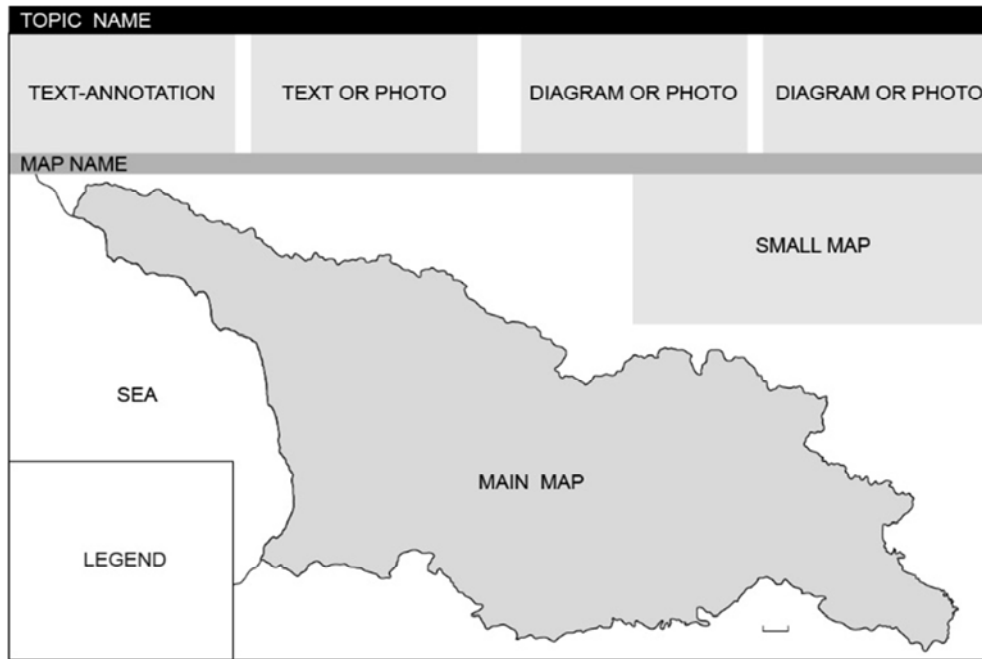 TOPIC NAME
TEXT-ANNOTATION
TEXT OR PHOTO
DIAGRAM OR PHOTO
DIAGRAM OR PHOTO
MAP NAME
SMALL MAP
SEA
MAIN MAP
LEGEND